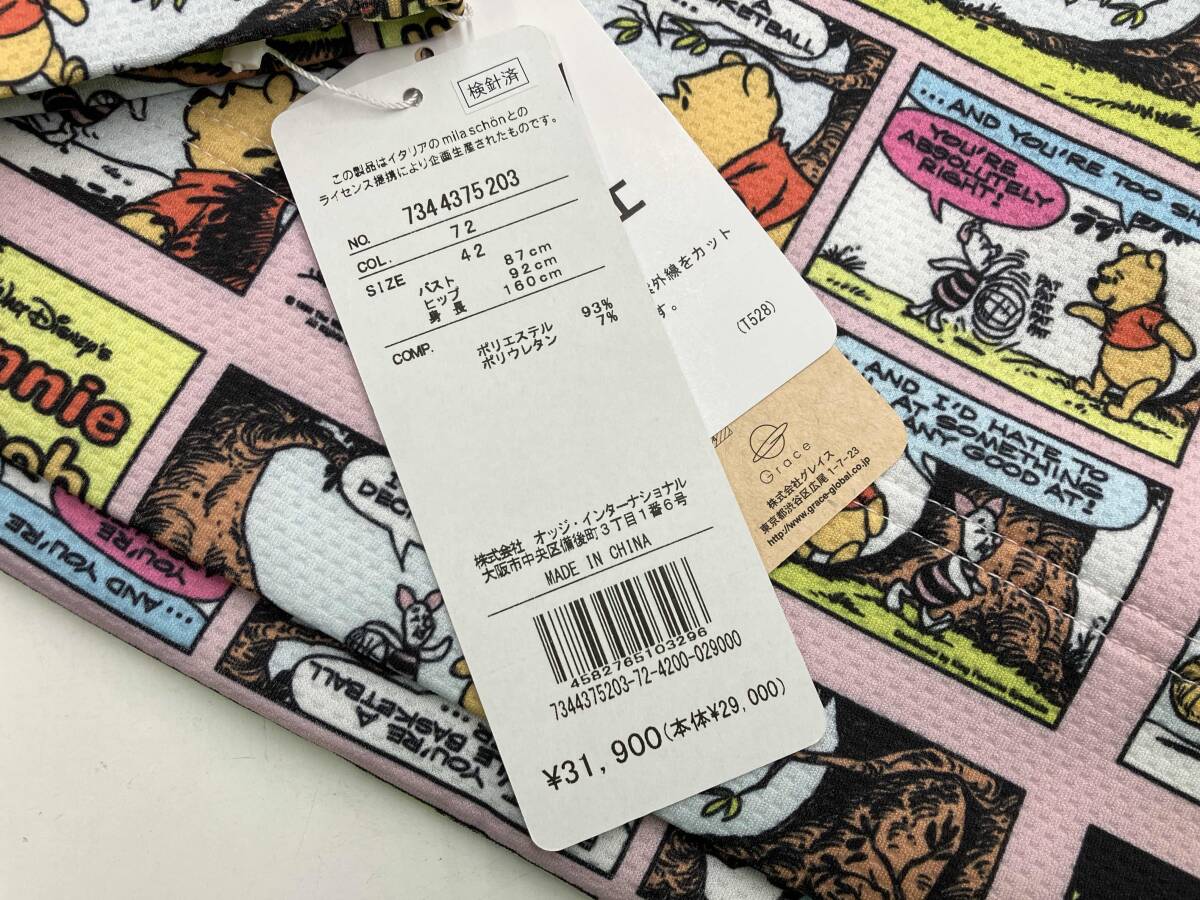 検針済
この製品はイタリアのmila schönとの
ライセンス提携により企画生産されたものです。
NO. 7344375203
COL. 72
SIZE 42
バスト 87cm
ヒップ 92cm
身長 160cm
COMP. ポリエステル 93%
ポリウレタン 7%
株式会社 オッジ・インターナショナル
大阪市中央区備後町3丁目1番6号
MADE IN CHINA
4582765103296
7344375203-72-4200-029000
¥31,900(本体¥29,000)
外線をカット
す。
(T528)
Grace
株式会社グレイス
東京都渋谷区広尾 1-7-23
http://www.grace-global.co.jp
A
BASKETBALL
...AND YOU'RE TOO
YOU'RE
ABSOLUTELY
RIGHT!
...AND I'D HATE TO
AT SOMETHING
ANY GOOD AT!
YOU'RE
...AND YOU'RE
YOU'RE A
BASKETBALL